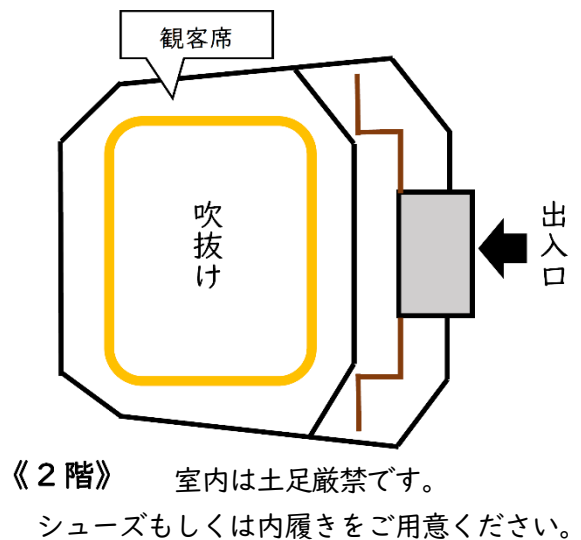 観客席
吹抜け
出入口
《２階》 室内は土足厳禁です。
シューズもしくは内履きをご用意ください。